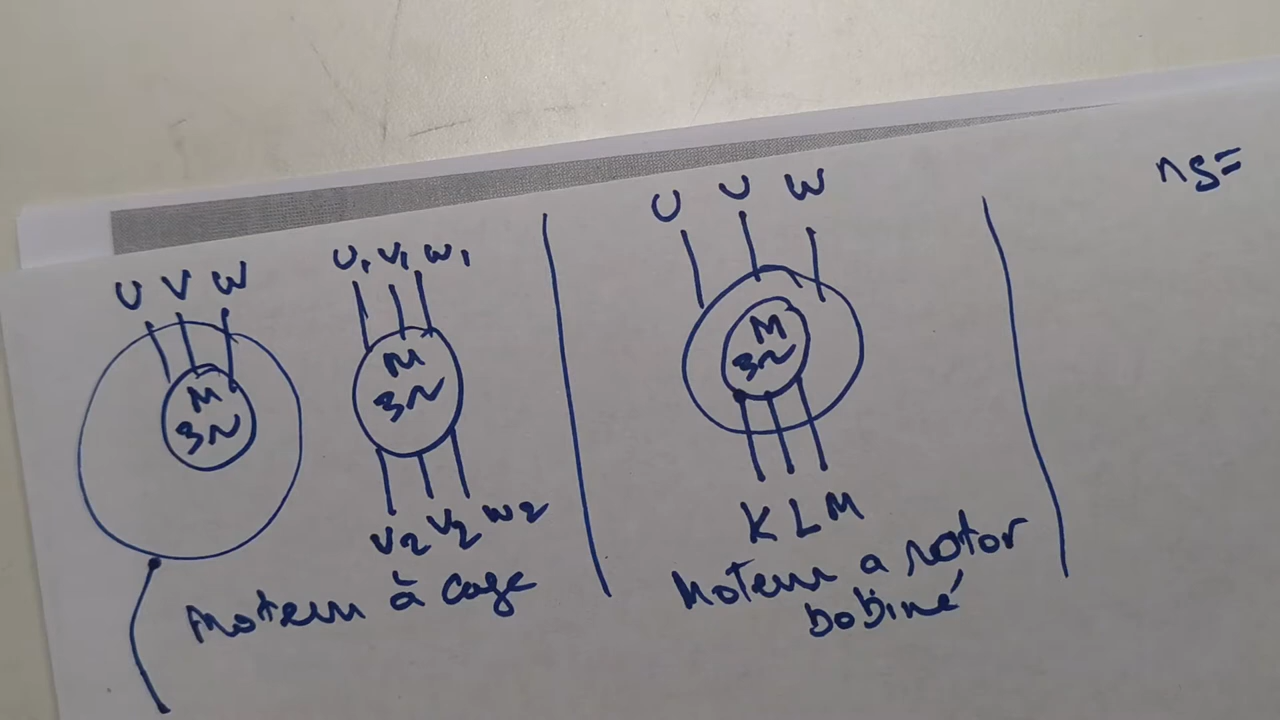 ns=
U V W
M
3~
U1 V1 W1
M
3~
V2 V2 W2
Moteur à cage
U U W
M
3~
K L M
Moteur a rotor
bobiné